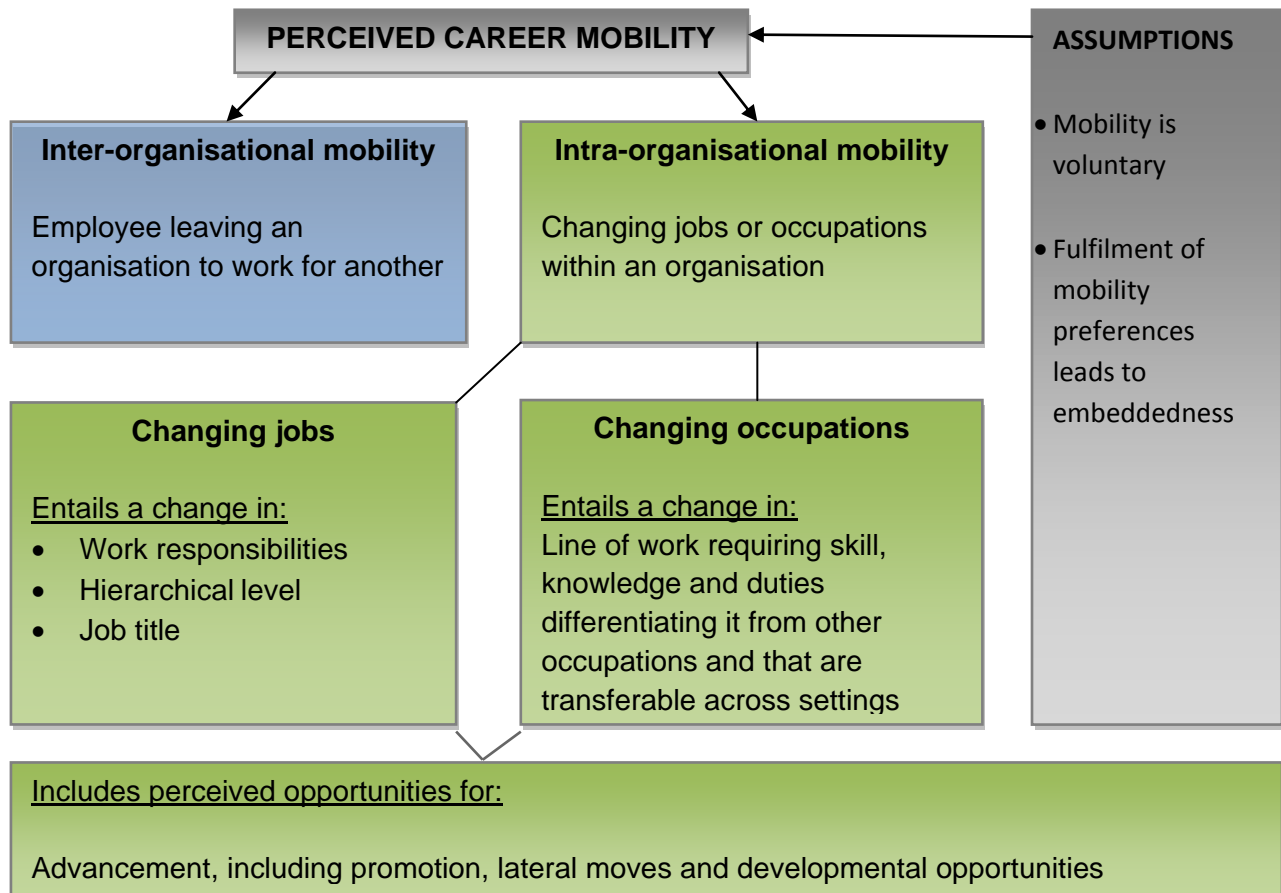 PERCEIVED CAREER MOBILITY
ASSUMPTIONS
• Mobility is
voluntary
• Fulfilment of
mobility
preferences
leads to
embeddedness
Inter-organisational mobility
Employee leaving an
organisation to work for another
Intra-organisational mobility
Changing jobs or occupations
within an organisation
Changing jobs
Entails a change in:
• Work responsibilities
• Hierarchical level
• Job title
Changing occupations
Entails a change in:
Line of work requiring skill,
knowledge and duties
differentiating it from other
occupations and that are
transferable across settings
Includes perceived opportunities for:
Advancement, including promotion, lateral moves and developmental opportunities